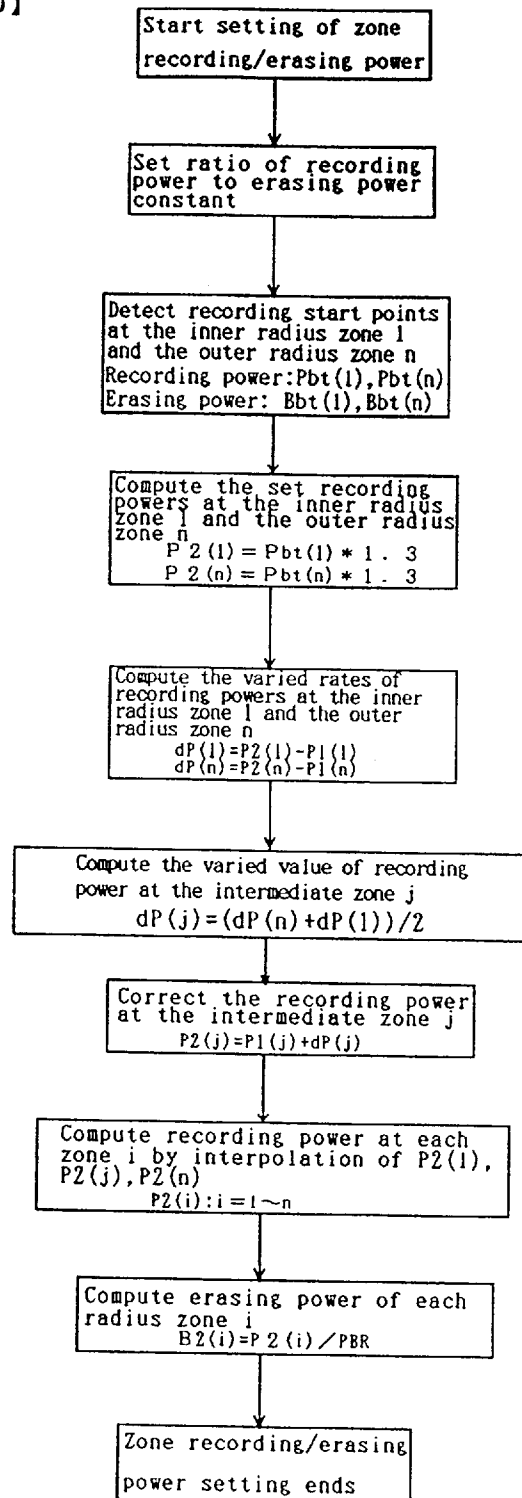 )】
Start setting of zone
recording/erasing power
Set ratio of recording
power to erasing power
constant
Detect recording start points
at the inner radius zone 1
and the outer radius zone n
Recording power:Pbt(1),Pbt(n)
Erasing power: Bbt(1),Bbt(n)
Compute the set recording
powers at the inner radius
zone 1 and the outer radius
zone n
P2(1)=Pbt(1)*1.3
P2(n)=Pbt(n)*1.3
Compute the varied rates of
recording powers at the inner
radius zone 1 and the outer
radius zone n
dP(1)=P2(1)-P1(1)
dP(n)=P2(n)-P1(n)
Compute the varied value of recording
power at the intermediate zone j
dP(j)=(dP(n)+dP(1))/2
Correct the recording power
at the intermediate zone j
P2(j)=P1(j)+dP(j)
Compute recording power at each
zone i by interpolation of P2(1),
P2(j),P2(n)
P2(i):i=1~n
Compute erasing power of each
radius zone i
B2(i)=P2(i)/PBR
Zone recording/erasing
power setting ends